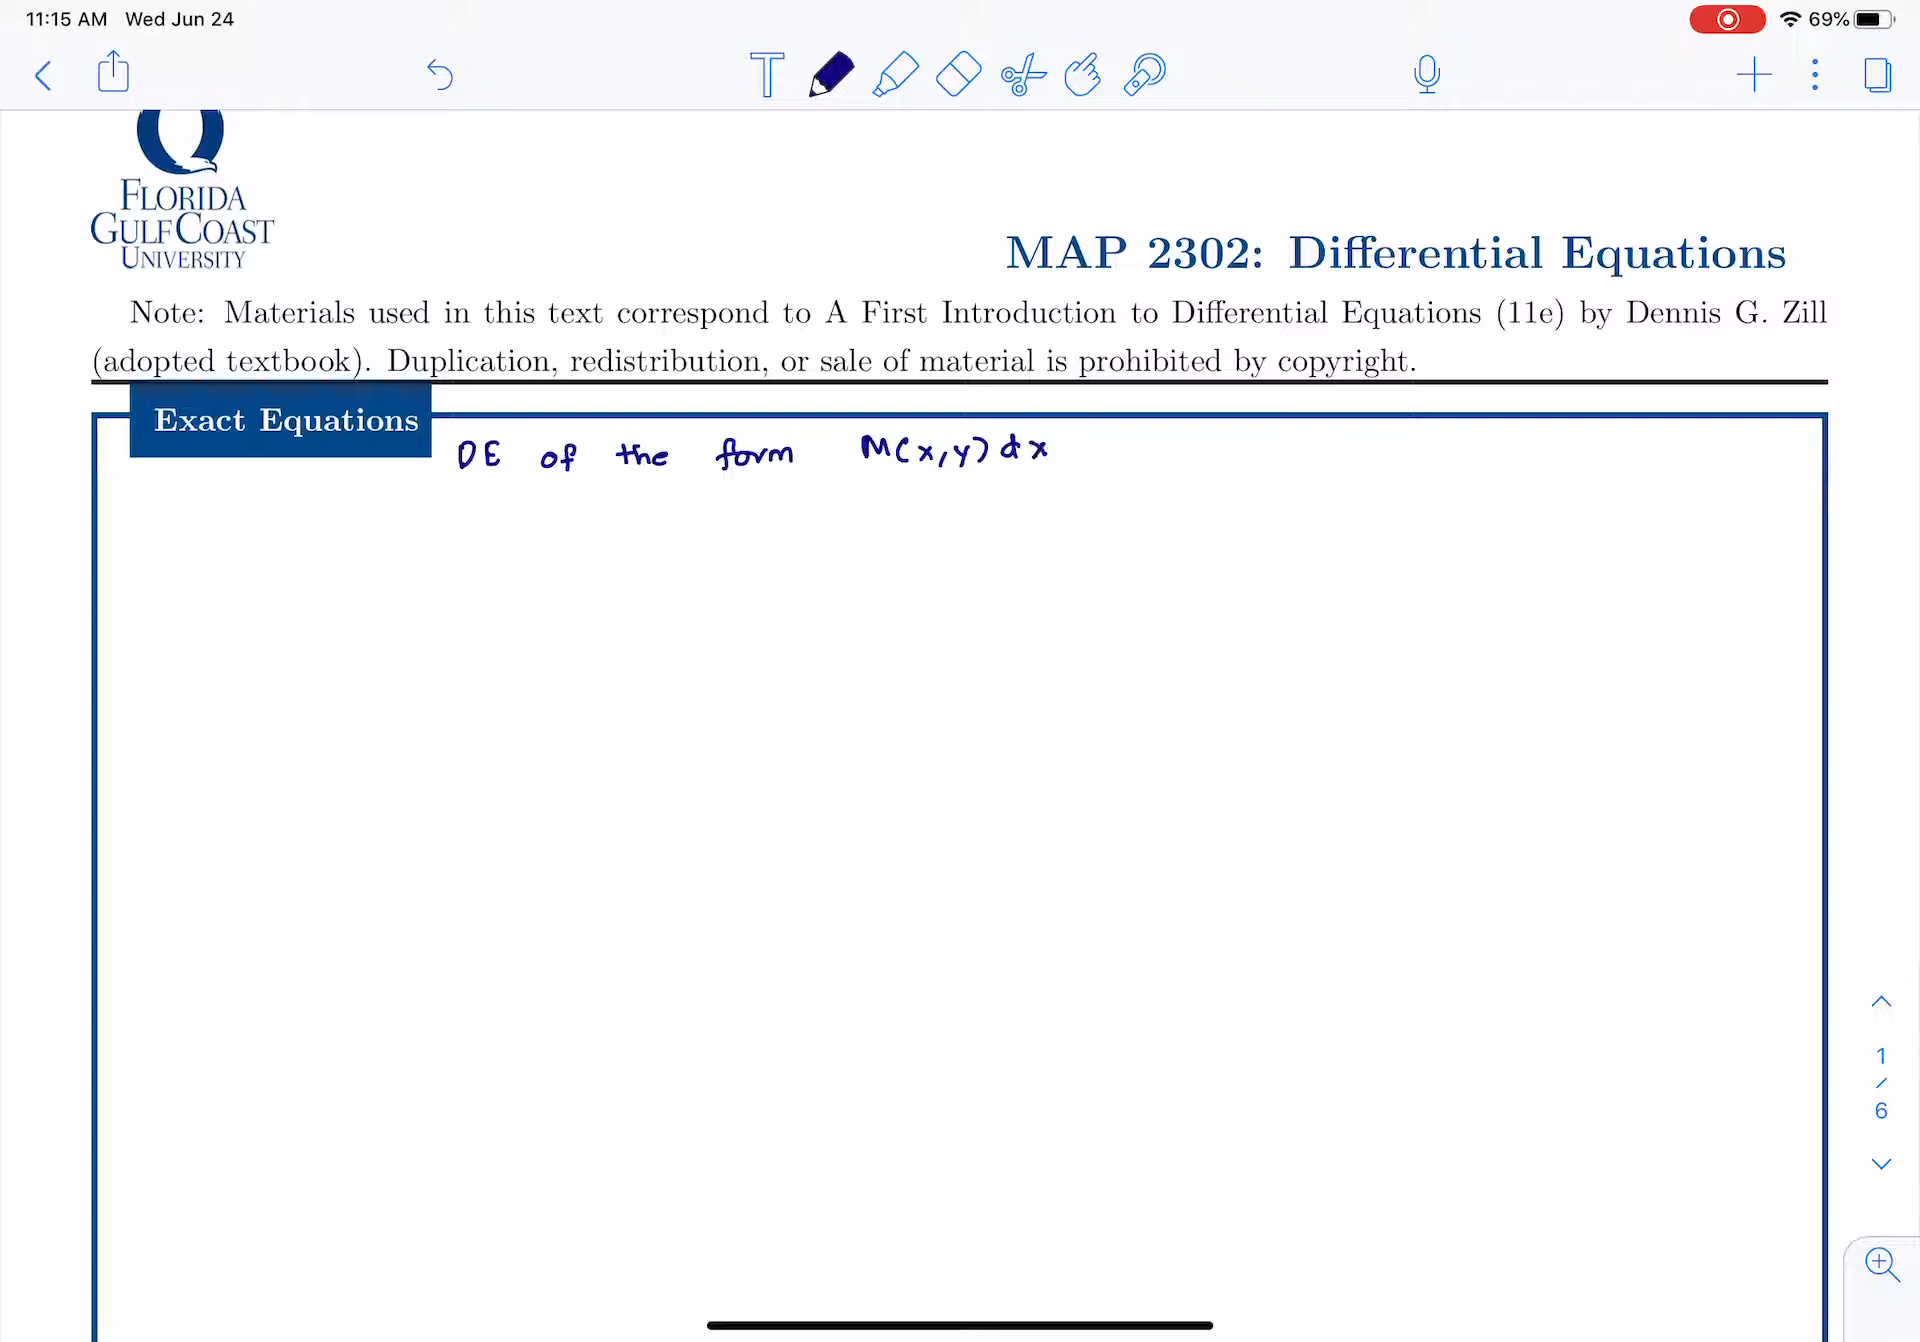 11:15 AM Wed Jun 24
69%
T
FLORIDA
GULF COAST
UNIVERSITY
MAP 2302: Differential Equations
Note: Materials used in this text correspond to A First Introduction to Differential Equations (11e) by Dennis G. Zill
(adopted textbook). Duplication, redistribution, or sale of material is prohibited by copyright.
Exact Equations
DE of the form M(x,y)dx
1
/
6